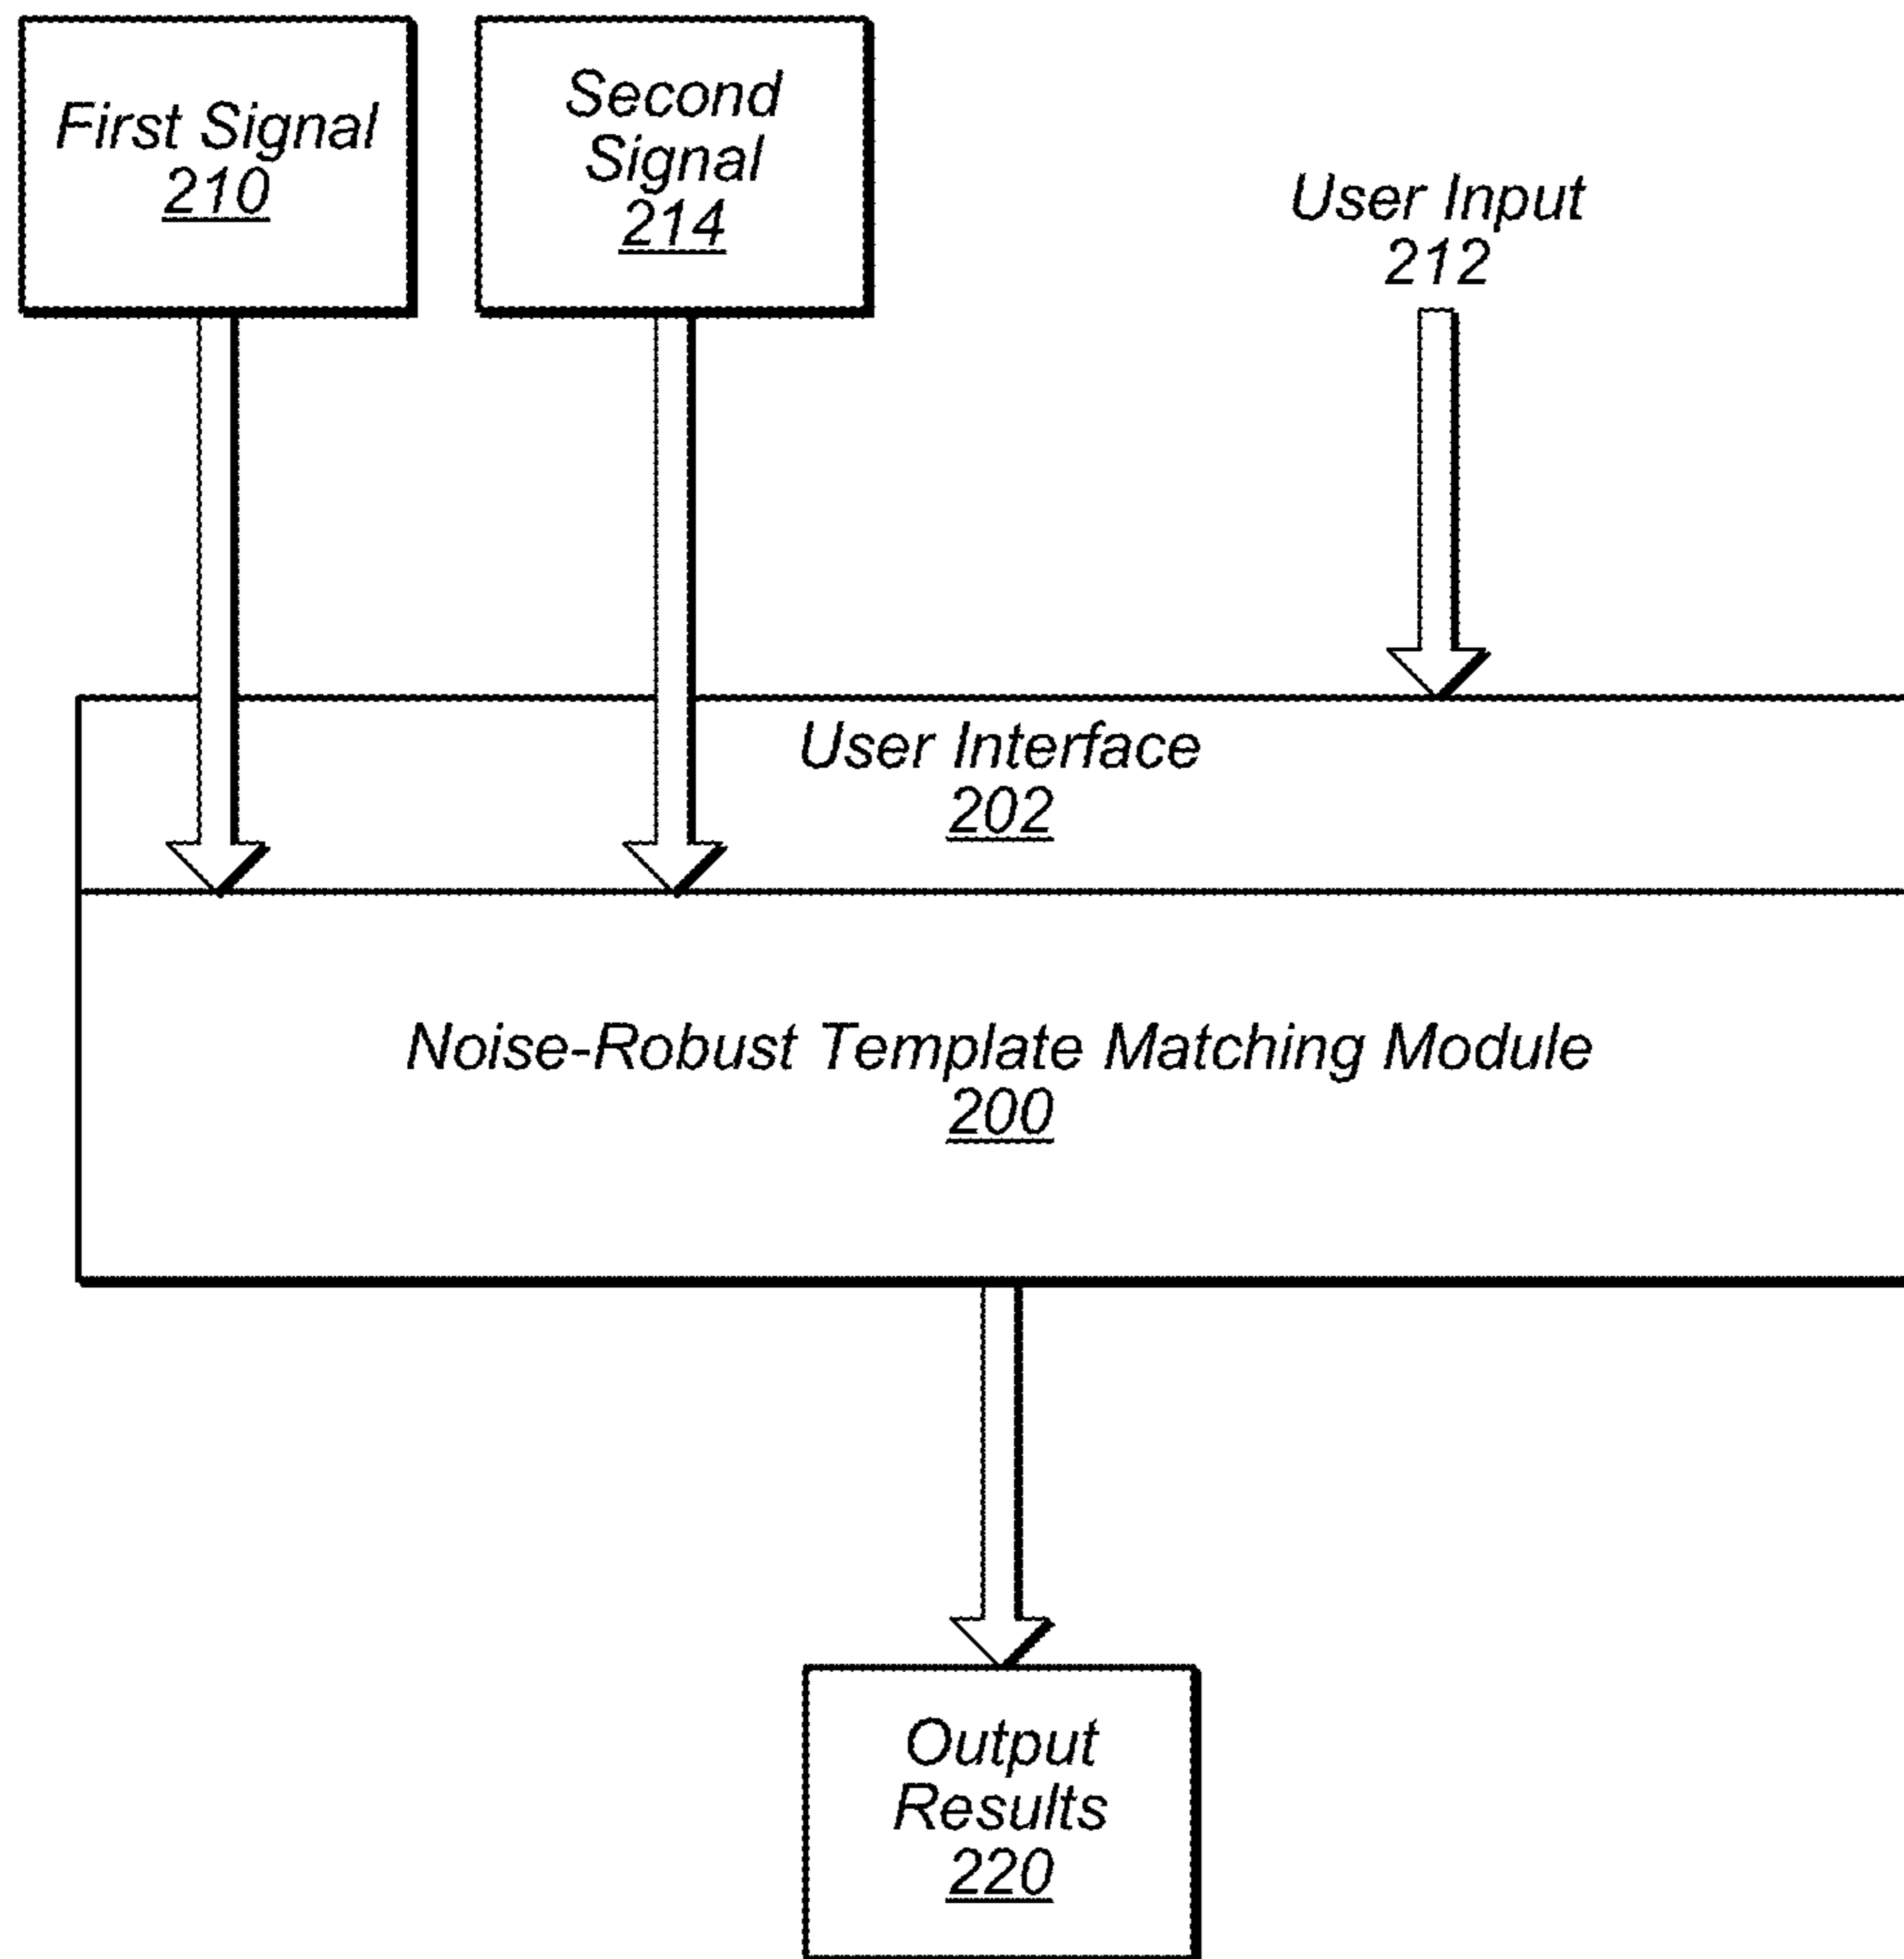 First Signal
210
Second
Signal
214
User Input
212
User Interface
202
Noise-Robust Template Matching Module
200
Output
Results
220